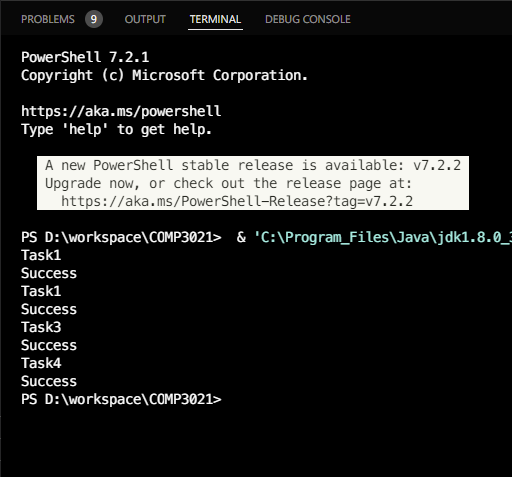 PROBLEMS 9 OUTPUT TERMINAL DEBUG CONSOLE
PowerShell 7.2.1
Copyright (c) Microsoft Corporation.
https://aka.ms/powershell
Type 'help' to get help.
A new PowerShell stable release is available: v7.2.2
Upgrade now, or check out the release page at:
https://aka.ms/PowerShell-Release?tag=v7.2.2
PS D:\workspace\COMP3021> & 'C:\Program_Files\Java\jdk1.8.0_3
Task1
Success
Task1
Success
Task3
Success
Task4
Success
PS D:\workspace\COMP3021>